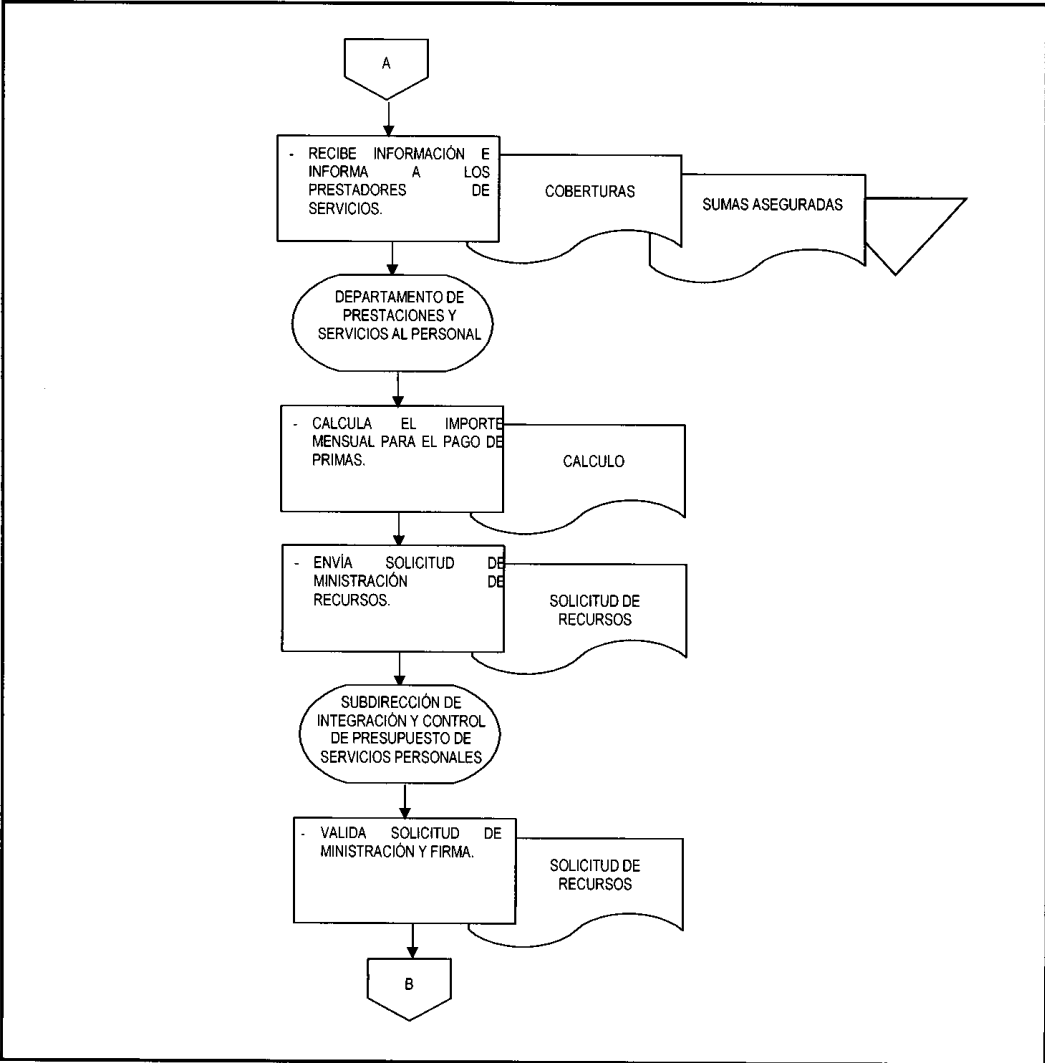 A
- RECIBE INFORMACIÓN E
INFORMA A LOS
PRESTADORES DE
SERVICIOS.
COBERTURAS
SUMAS ASEGURADAS
DEPARTAMENTO DE
PRESTACIONES Y
SERVICIOS AL PERSONAL
- CALCULA EL IMPORTE
MENSUAL PARA EL PAGO DE
PRIMAS.
CALCULO
- ENVÍA SOLICITUD DE
MINISTRACIÓN DE
RECURSOS.
SOLICITUD DE
RECURSOS
SUBDIRECCIÓN DE
INTEGRACIÓN Y CONTROL
DE PRESUPUESTO DE
SERVICIOS PERSONALES
- VALIDA SOLICITUD DE
MINISTRACIÓN Y FIRMA.
SOLICITUD DE
RECURSOS
B